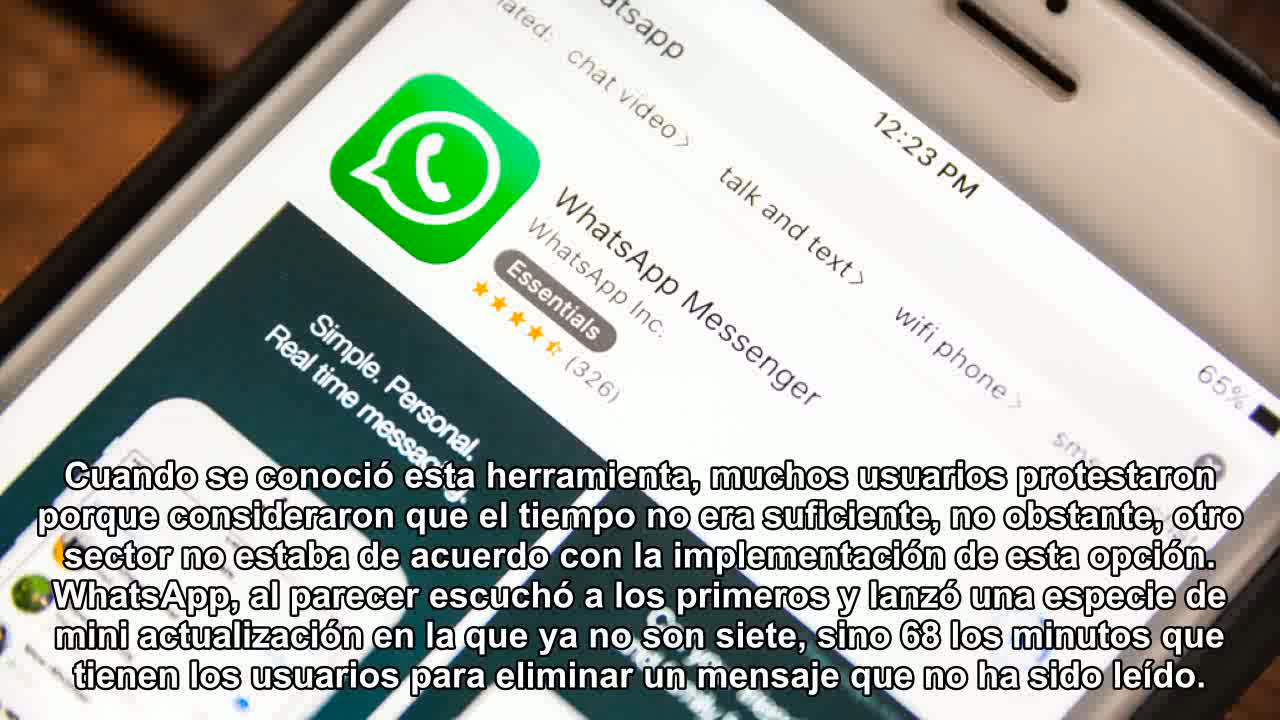 12:23 PM
65%
chat video >
talk and text >
wifi phone >
WhatsApp Messenger
WhatsApp Inc.
Essentials
(326)
Simple. Personal.
Real time
Cuando se conoció esta herramienta, muchos usuarios protestaron
porque consideraron que el tiempo no era suficiente, no obstante, otro
sector no estaba de acuerdo con la implementación de esta opción.
WhatsApp, al parecer escuchó a los primeros y lanzó una especie de
mini actualización en la que ya no son siete, sino 68 los minutos que
tienen los usuarios para eliminar un mensaje que no ha sido leído.